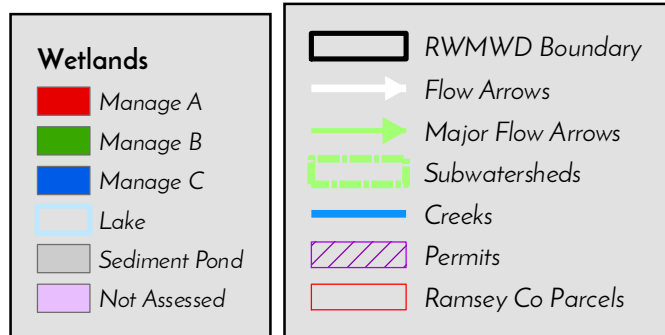 Wetlands
Manage A
Manage B
Manage C
Lake
Sediment Pond
Not Assessed
RWMWD Boundary
Flow Arrows
Major Flow Arrows
Subwatersheds
Creeks
Permits
Ramsey Co Parcels